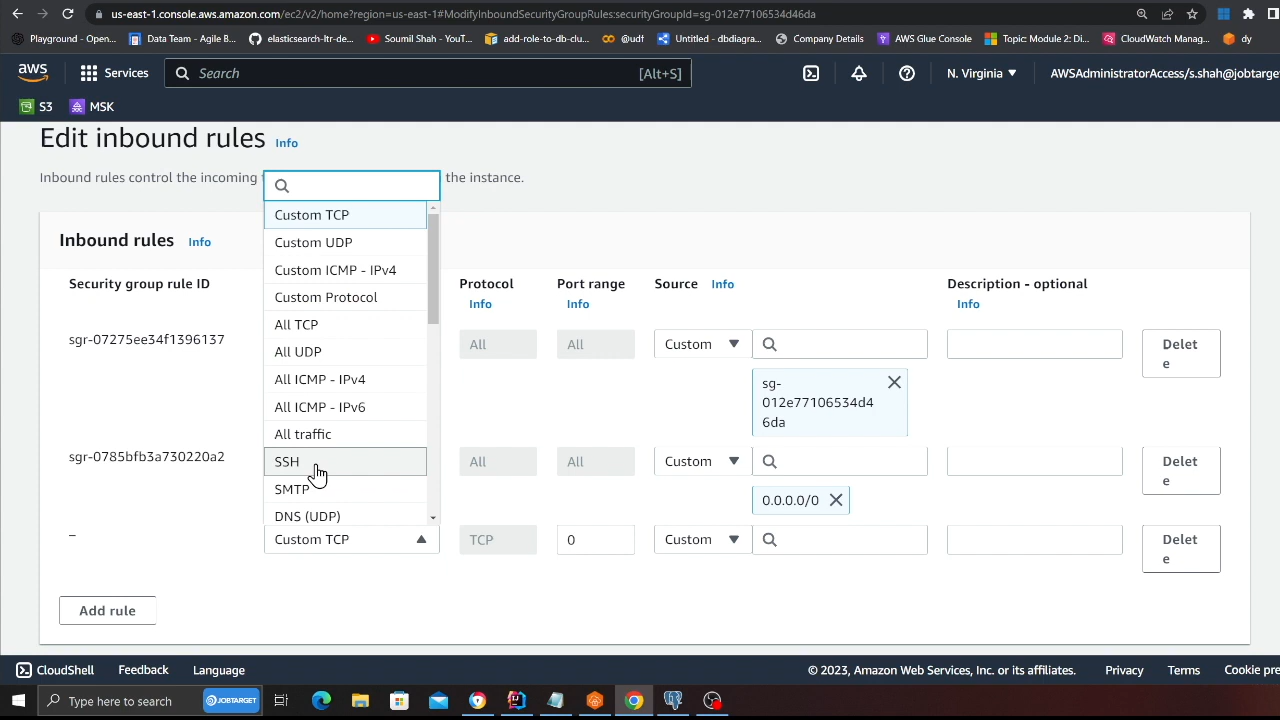 us-east-1.console.aws.amazon.com/ec2/v2/home?region=us-east-1#ModifyInboundSecurityGroupRules:securityGroupId=sg-012e77106534d46da
Playground - Open... Data Team - Agile B... elasticsearch-ltr-de... Soumil Shah - YouT... add-role-to-db-clu... @udf Untitled - dbdiagra... Company Details AWS Glue Console Topic: Module 2: Di... CloudWatch Manag... dy
aws Services Search [Alt+S] N. Virginia AWSAdministratorAccess/s.shah@jobtarge
S3 MSK
Edit inbound rules Info
Inbound rules control the incoming the instance.
Custom TCP
Custom UDP
Custom ICMP - IPv4
Custom Protocol
All TCP
All UDP
All ICMP - IPv4
All ICMP - IPv6
All traffic
SSH
SMTP
DNS (UDP)
Inbound rules Info
Security group rule ID Protocol Port range Source Info Description - optional
Info Info Info
sgr-07275ee34f1396137 All All Custom Delet
e
sg-
012e77106534d4
6da
sgr-0785bfb3a730220a2 All All Custom Delet
e
0.0.0.0/0
– Custom TCP TCP 0 Custom Delet
e
Add rule
CloudShell Feedback Language © 2023, Amazon Web Services, Inc. or its affiliates. Privacy Terms Cookie pre
Type here to search JOBTARGET